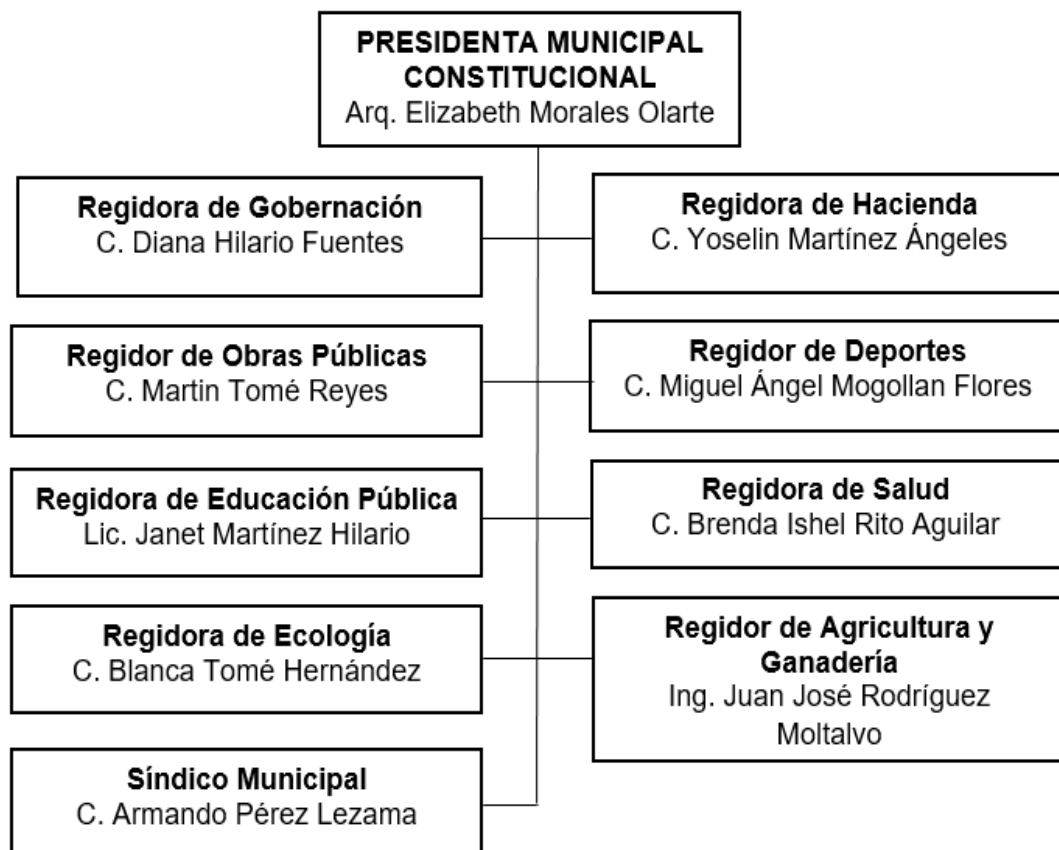 PRESIDENTA MUNICIPAL
CONSTITUCIONAL
Arq. Elizabeth Morales Olarte
Regidora de Gobernación
C. Diana Hilario Fuentes
Regidora de Hacienda
C. Yoselin Martínez Ángeles
Regidor de Obras Públicas
C. Martin Tomé Reyes
Regidor de Deportes
C. Miguel Ángel Mogollan Flores
Regidora de Educación Pública
Lic. Janet Martínez Hilario
Regidora de Salud
C. Brenda Ishel Rito Aguilar
Regidora de Ecología
C. Blanca Tomé Hernández
Regidor de Agricultura y
Ganadería
Ing. Juan José Rodríguez
Moltalvo
Síndico Municipal
C. Armando Pérez Lezama